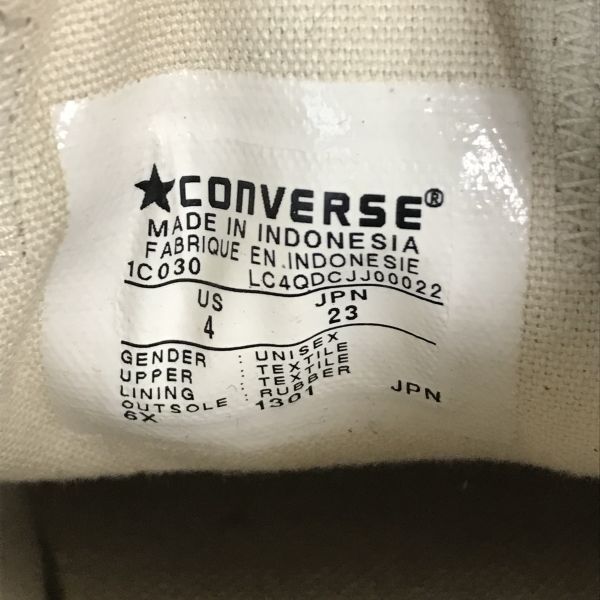 ★CONVERSE®
MADE IN INDONESIA
FABRIQUE EN INDONESIE
1C030 LC4QDCJJ00022
US JPN
4 23
GENDER : UNISEX
UPPER : TEXTILE
LINING : TEXTILE
OUTSOLE : RUBBER
6X 1301 JPN